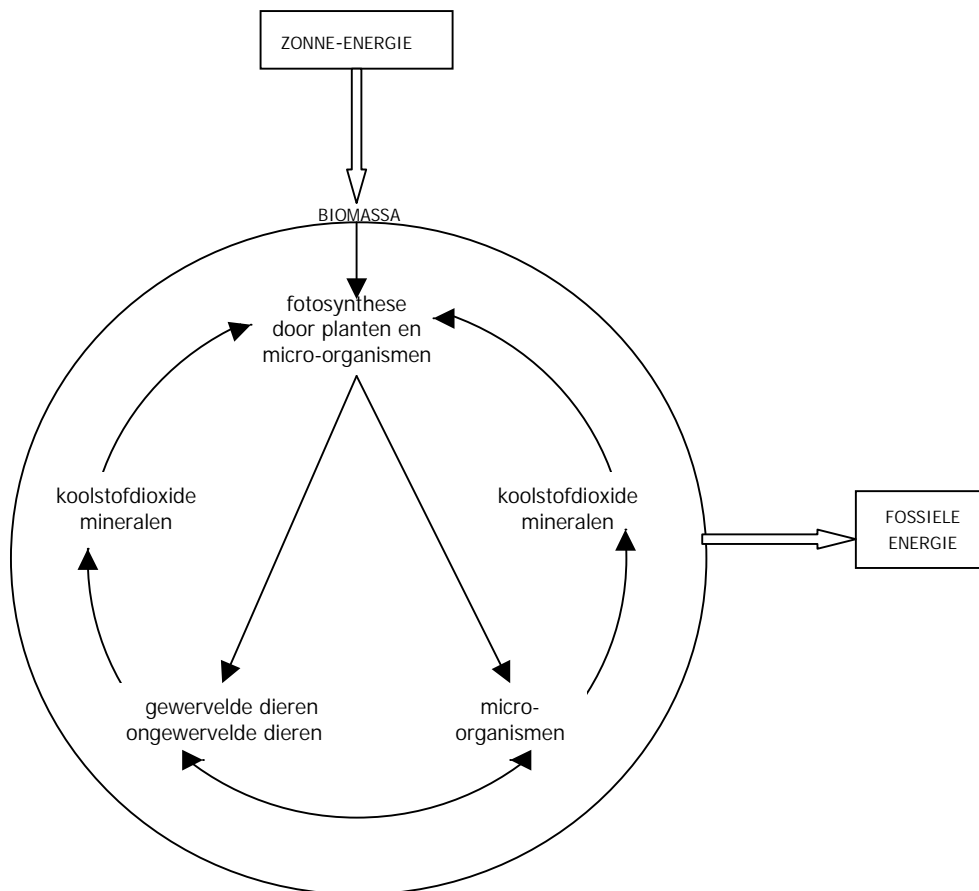 ZONNE-ENERGIE
BIOMASSA
fotosynthese
door planten en
micro-organismen
koolstofdioxide
mineralen
koolstofdioxide
mineralen
FOSSIELE
ENERGIE
gewervelde dieren
ongewervelde dieren
micro-
organismen